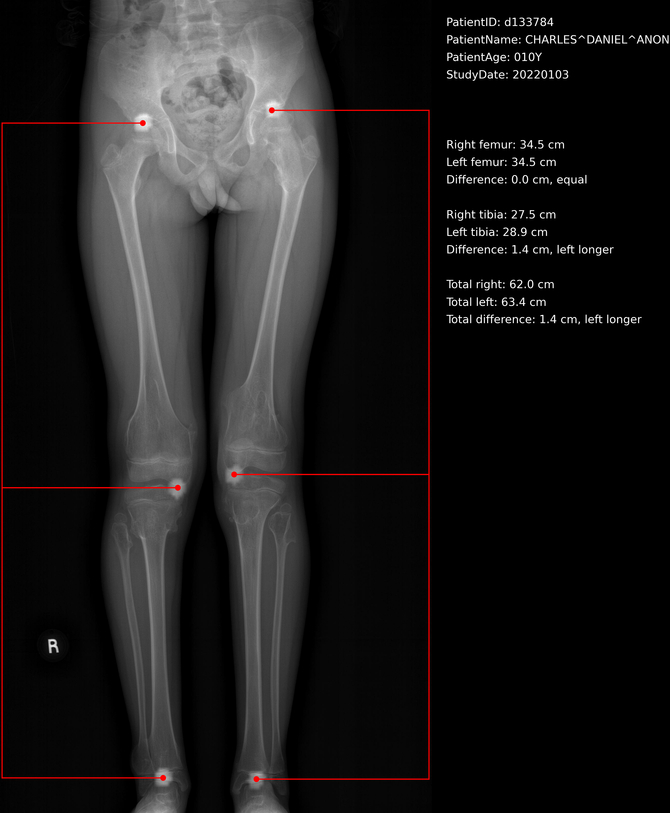 PatientID: d133784
PatientName: CHARLES^DANIEL^ANON
PatientAge: 010Y
StudyDate: 20220103
Right femur: 34.5 cm
Left femur: 34.5 cm
Difference: 0.0 cm, equal
Right tibia: 27.5 cm
Left tibia: 28.9 cm
Difference: 1.4 cm, left longer
Total right: 62.0 cm
Total left: 63.4 cm
Total difference: 1.4 cm, left longer
R